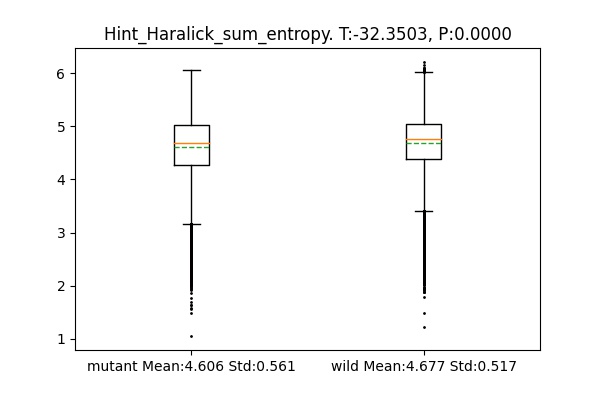 Hint_Haralick_sum_entropy. T:-32.3503, P:0.0000
6
5
4
3
2
1
mutant Mean:4.606 Std:0.561
wild Mean:4.677 Std:0.517